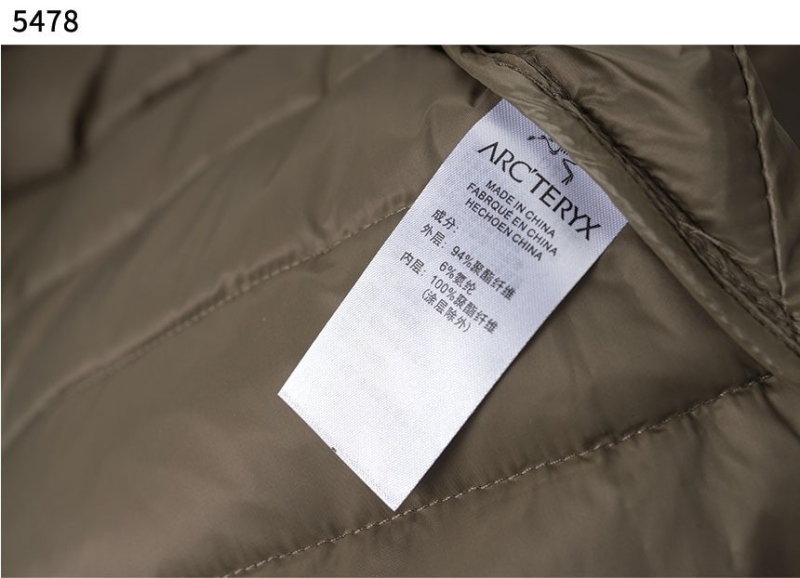 5478
ARC'TERYX
MADE IN CHINA
FABRQUÉ EN CHINA
HECHOEN CHINA
成分:
外层: 94%聚酯纤维
6%氨纶
内层: 100%聚酯纤维
(涂层除外)